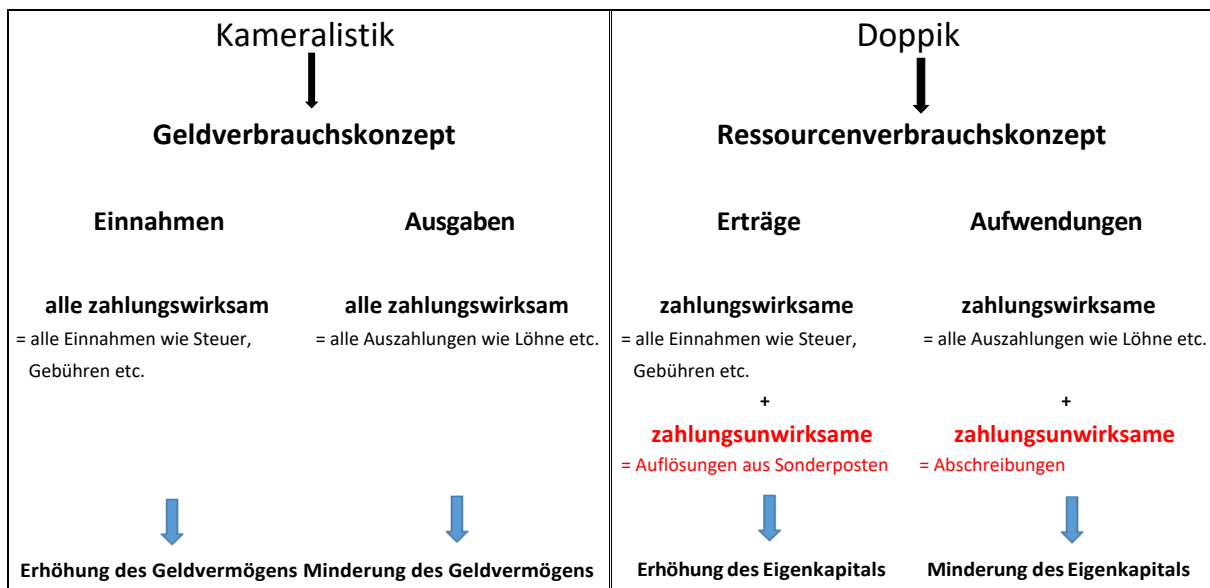 Kameralistik
Geldverbrauchskonzept
Einnahmen
alle zahlungswirksam
= alle Einnahmen wie Steuer,
Gebühren etc.
Erhöhung des Geldvermögens
Ausgaben
alle zahlungswirksam
= alle Auszahlungen wie Löhne etc.
Minderung des Geldvermögens
Doppik
Ressourcenverbrauchskonzept
Erträge
zahlungswirksame
= alle Einnahmen wie Steuer,
Gebühren etc.
+
zahlungsunwirksame
= Auflösungen aus Sonderposten
Erhöhung des Eigenkapitals
Aufwendungen
zahlungswirksame
= alle Auszahlungen wie Löhne etc.
+
zahlungsunwirksame
= Abschreibungen
Minderung des Eigenkapitals